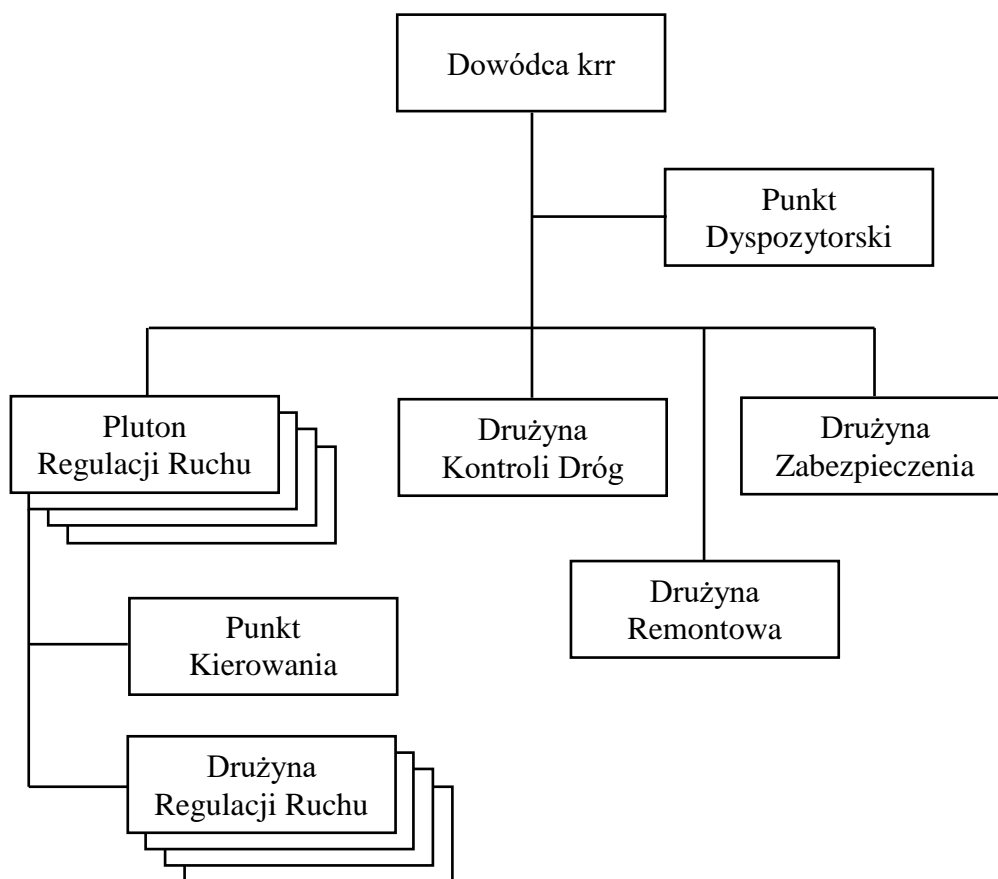 Dowódca krr
Punkt
Dyspozytorski
Pluton
Regulacji Ruchu
Drużyna
Kontroli Dróg
Drużyna
Zabezpieczenia
Drużyna
Remontowa
Punkt
Kierowania
Drużyna
Regulacji Ruchu